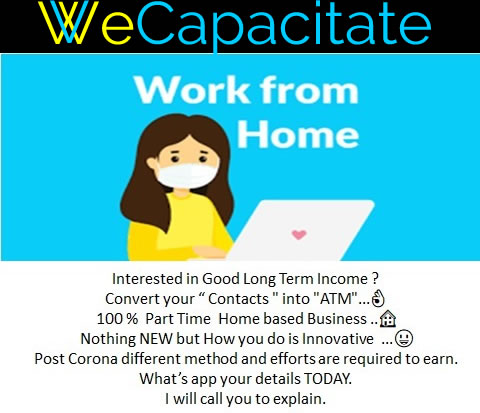 WeCapacitate
Work from
Home
Interested in Good Long Term Income ?
Convert your “ Contacts " into "ATM"...👌
100 % Part Time Home based Business ..🏠
Nothing NEW but How you do is Innovative ...😃
Post Corona different method and efforts are required to earn.
What’s app your details TODAY.
I will call you to explain.